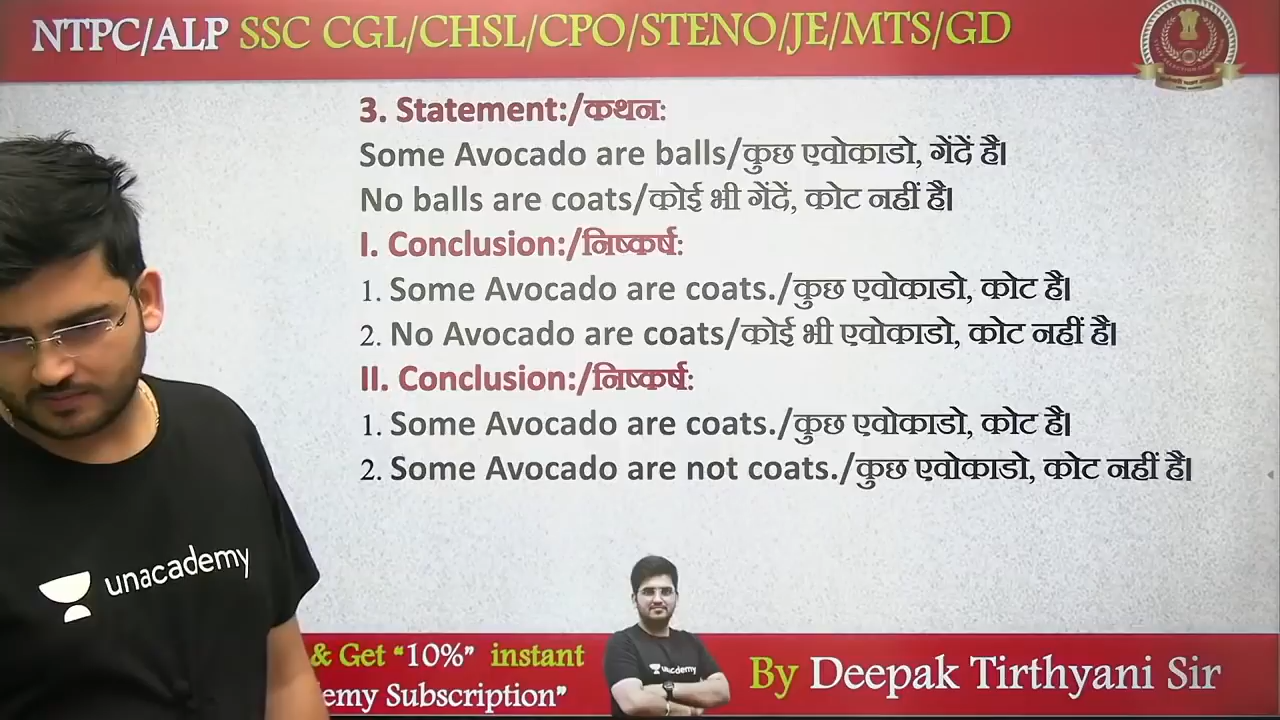 NTPC/ALP SSC CGL/CHSL/CPO/STENO/JE/MTS/GD
3. Statement:/कथन:
Some Avocado are balls/कुछ एवोकाडो, गेंदें है।
No balls are coats/कोई भी गेंदें, कोट नहीं है।
I. Conclusion:/निष्कर्ष:
1. Some Avocado are coats./कुछ एवोकाडो, कोट है।
2. No Avocado are coats/कोई भी एवोकाडो, कोट नहीं है।
II. Conclusion:/निष्कर्ष:
1. Some Avocado are coats./कुछ एवोकाडो, कोट है।
2. Some Avocado are not coats./कुछ एवोकाडो, कोट नहीं है।
unacademy
& Get “10%” instant
emy Subscription”
unacademy
By Deepak Tirthyani Sir